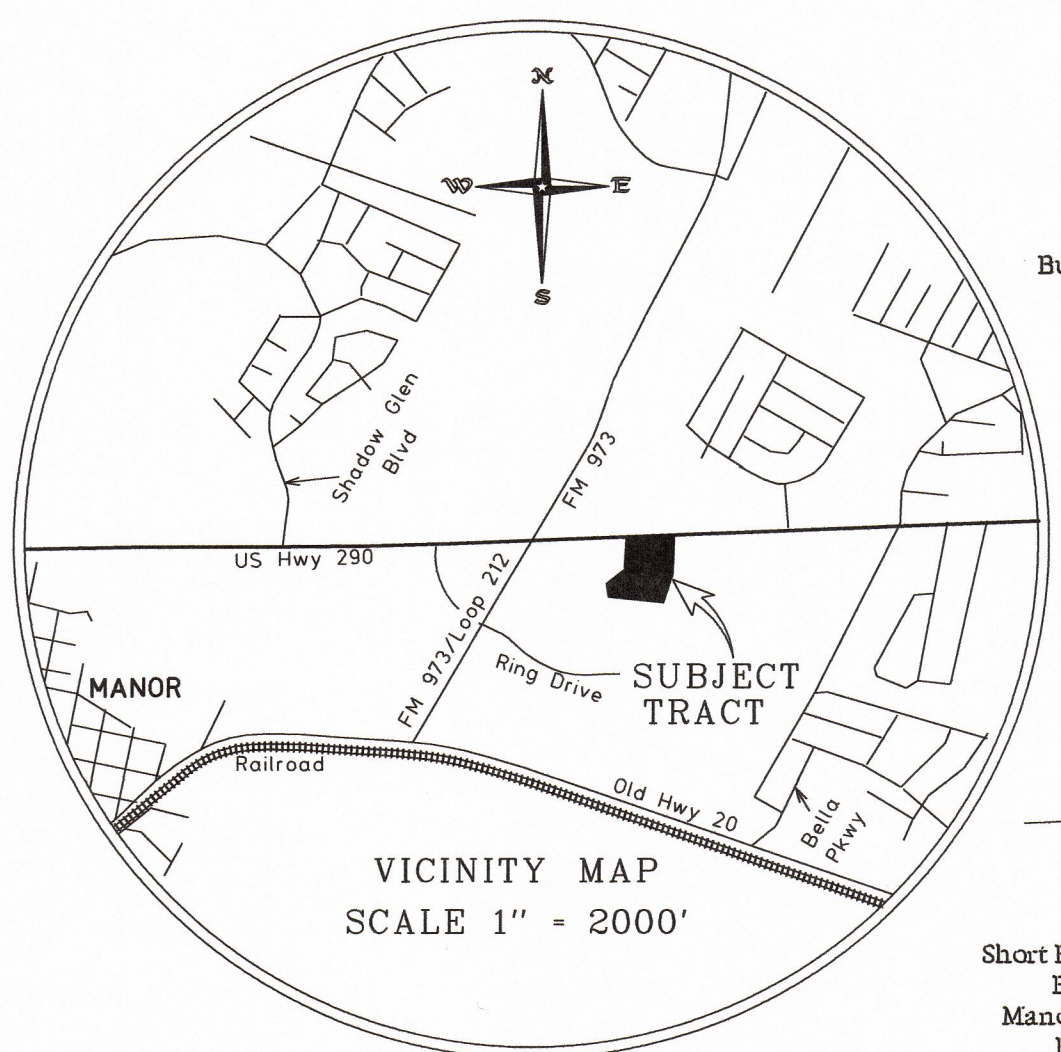 N
W E
S
Shadow Glen
Blvd
FM 973
US Hwy 290
FM 973/Loop 212
Ring Drive
SUBJECT
TRACT
MANOR
Railroad
Old Hwy 20
Bella
Pkwy
VICINITY MAP
SCALE 1" = 2000'
Short